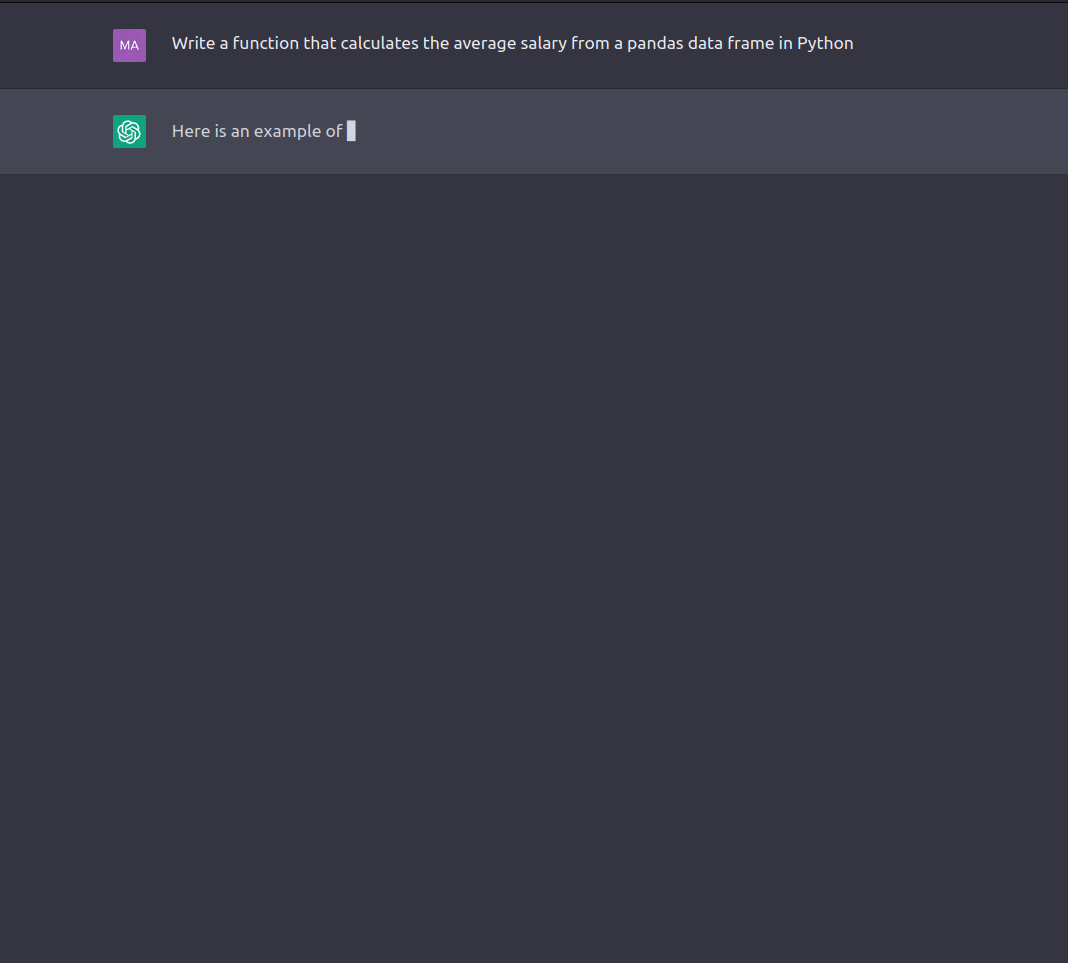 MA
Write a function that calculates the average salary from a pandas data frame in Python
Here is an example of